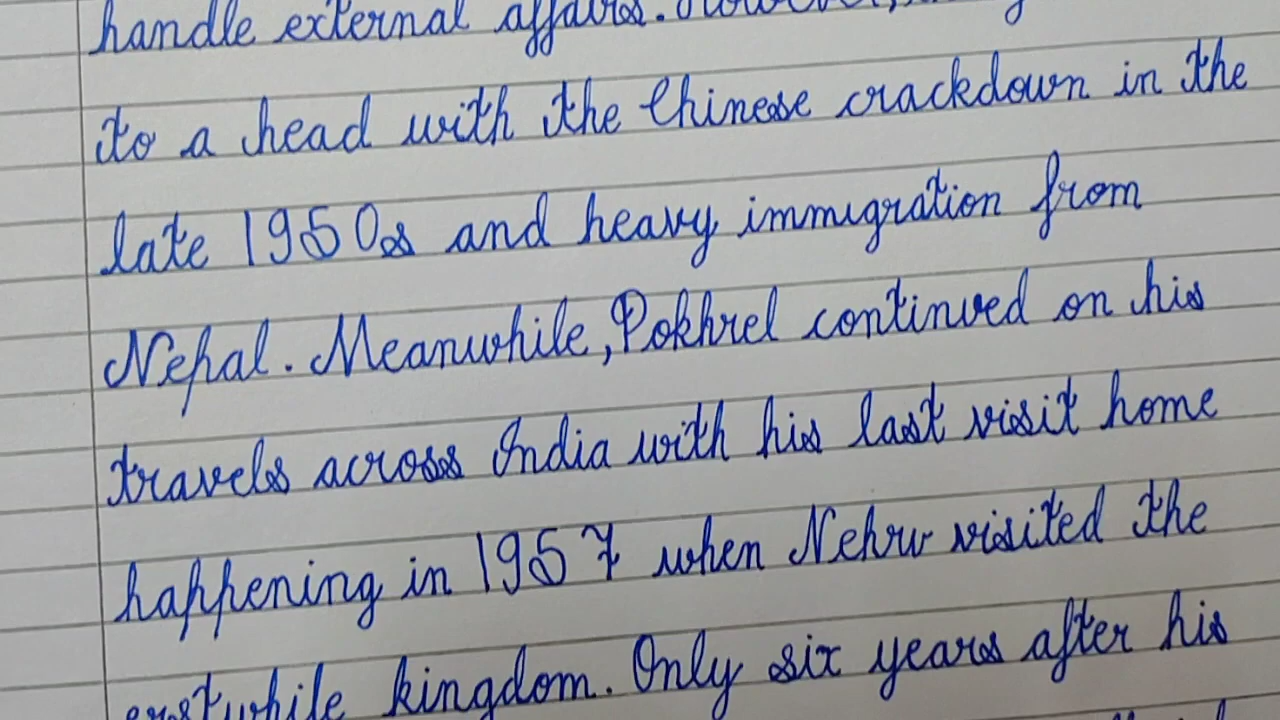 handle external affairs. However,
to a head with the Chinese crackdown in the
late 1950s and heavy immigration from
Nepal. Meanwhile, Pokhrel continued on his
travels across India with his last visit home
happening in 1957 when Nehru visited the
erstwhile kingdom. Only six years after his